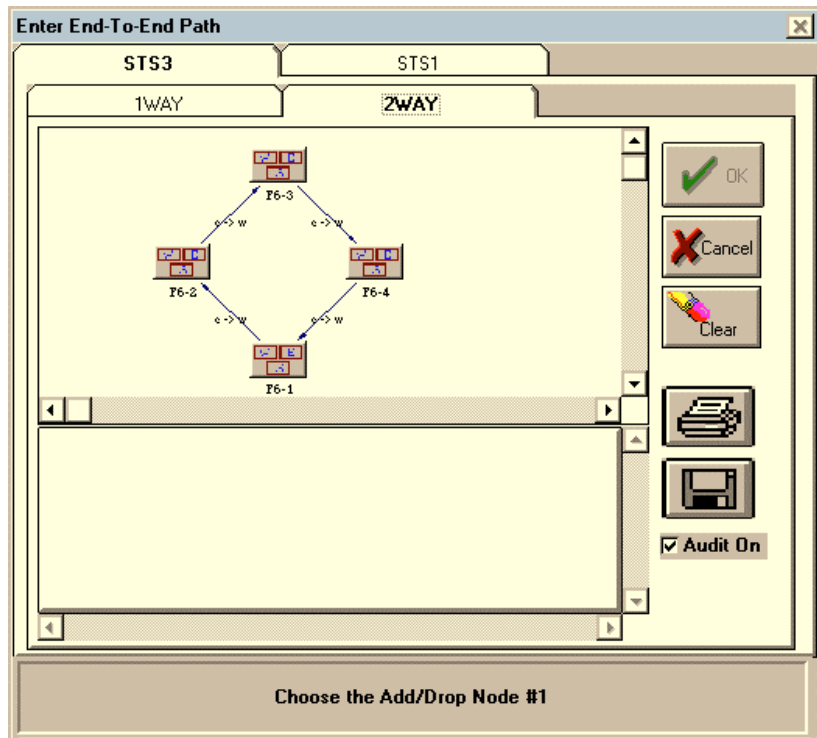 Enter End-To-End Path
STS3 STS1
1WAY 2WAY
F6-3
e -> w e -> w
F6-2 F6-4
e -> w e -> w
F6-1
OK
Cancel
Clear
Audit On
Choose the Add/Drop Node #1